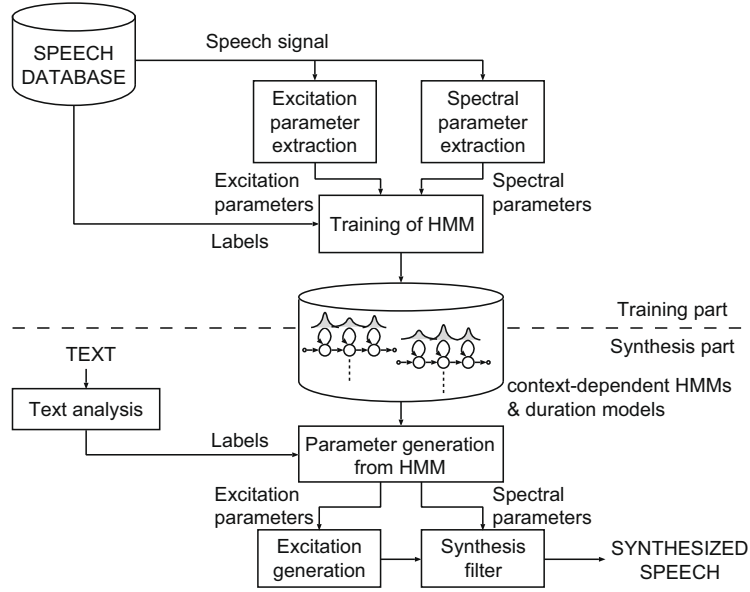 SPEECH
DATABASE
Speech signal
Excitation
parameter
extraction
Spectral
parameter
extraction
Excitation
parameters
Spectral
parameters
Training of HMM
Labels
Training part
Synthesis part
TEXT
Text analysis
context-dependent HMMs
& duration models
Labels
Parameter generation
from HMM
Excitation
parameters
Spectral
parameters
Excitation
generation
Synthesis
filter
SYNTHESIZED
SPEECH